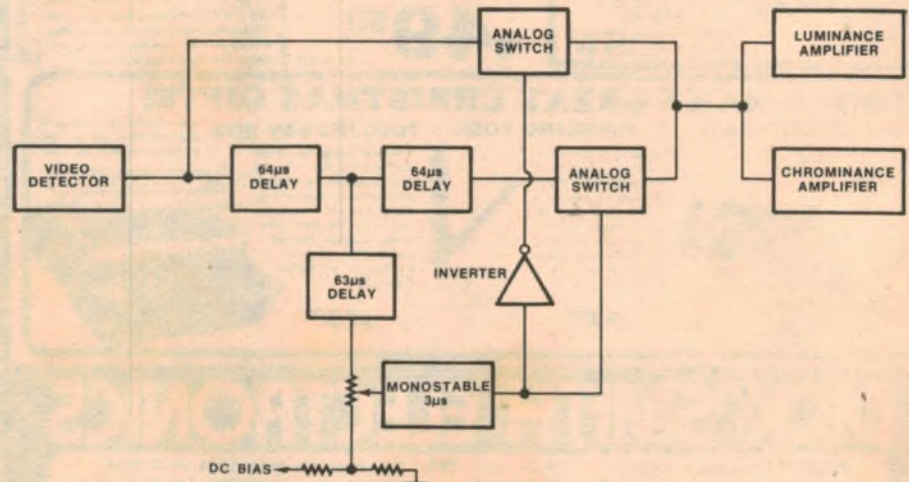 ANALOG
SWITCH
LUMINANCE
AMPLIFIER
VIDEO
DETECTOR
64µs
DELAY
64µs
DELAY
ANALOG
SWITCH
CHROMINANCE
AMPLIFIER
63µs
DELAY
INVERTER
MONOSTABLE
3µs
DC BIAS